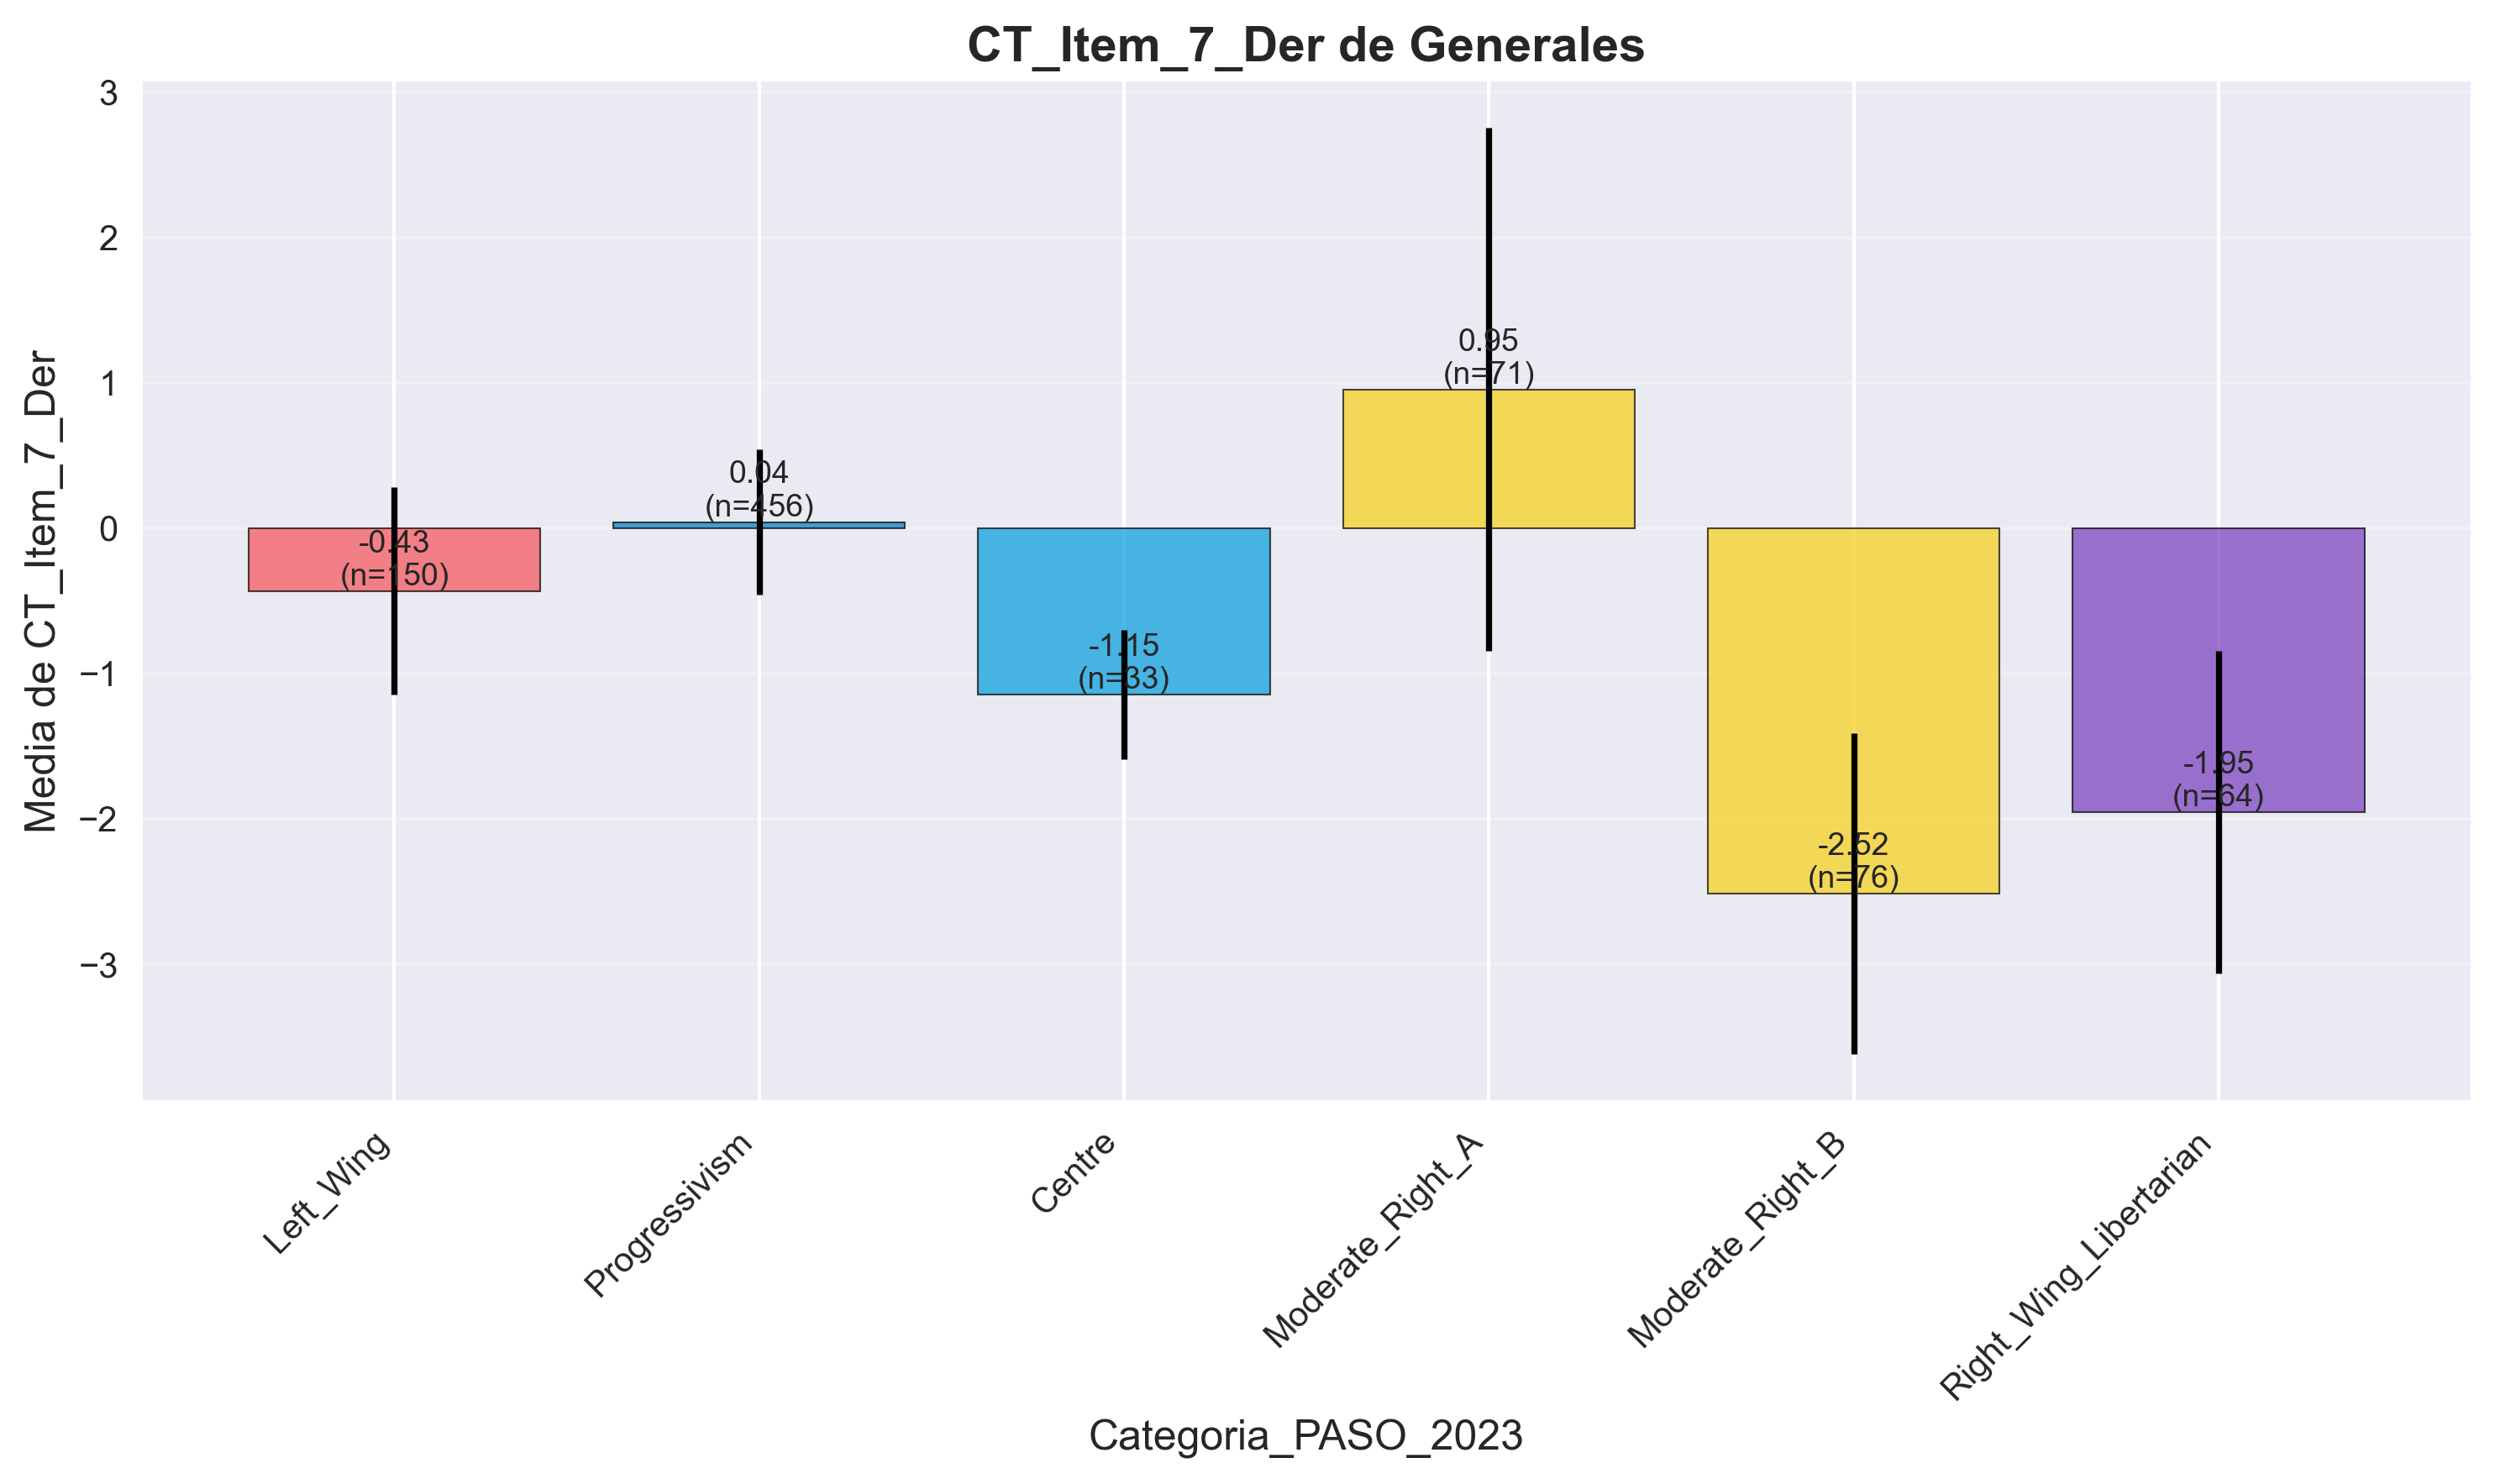 CT_Item_7_Der de Generales
Media de CT_Item_7_Der
3
2
1
0
−1
−2
−3
-0.43
(n=150)
0.04
(n=456)
-1.15
(n=33)
0.95
(n=71)
-2.52
(n=76)
-1.95
(n=64)
Left_Wing
Progressivism
Centre
Moderate_Right_A
Moderate_Right_B
Right_Wing_Libertarian
Categoria_PASO_2023